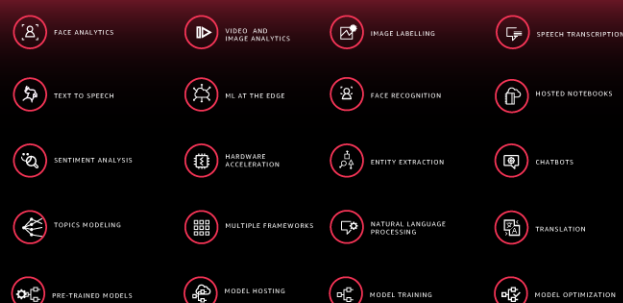 FACE ANALYTICS
VIDEO AND
IMAGE ANALYTICS
IMAGE LABELLING
SPEECH TRANSCRIPTION
TEXT TO SPEECH
ML AT THE EDGE
FACE RECOGNITION
HOSTED NOTEBOOKS
SENTIMENT ANALYSIS
HARDWARE
ACCELERATION
ENTITY EXTRACTION
CHATBOTS
TOPICS MODELING
MULTIPLE FRAMEWORKS
NATURAL LANGUAGE
PROCESSING
TRANSLATION
PRE-TRAINED MODELS
MODEL HOSTING
MODEL TRAINING
MODEL OPTIMIZATION